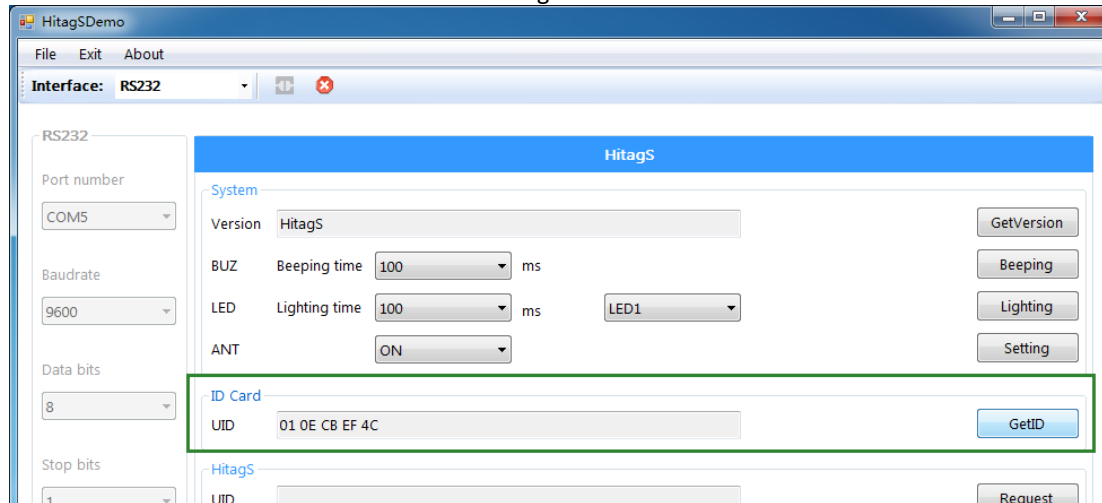 HitagSDemo
File Exit About
Interface: RS232
RS232
Port number
COM5
Baudrate
9600
Data bits
8
Stop bits
1
HitagS
System
Version HitagS GetVersion
BUZ Beeping time 100 ms Beeping
LED Lighting time 100 ms LED1 Lighting
ANT ON Setting
ID Card
UID 01 0E CB EF 4C GetID
HitagS
UID Request